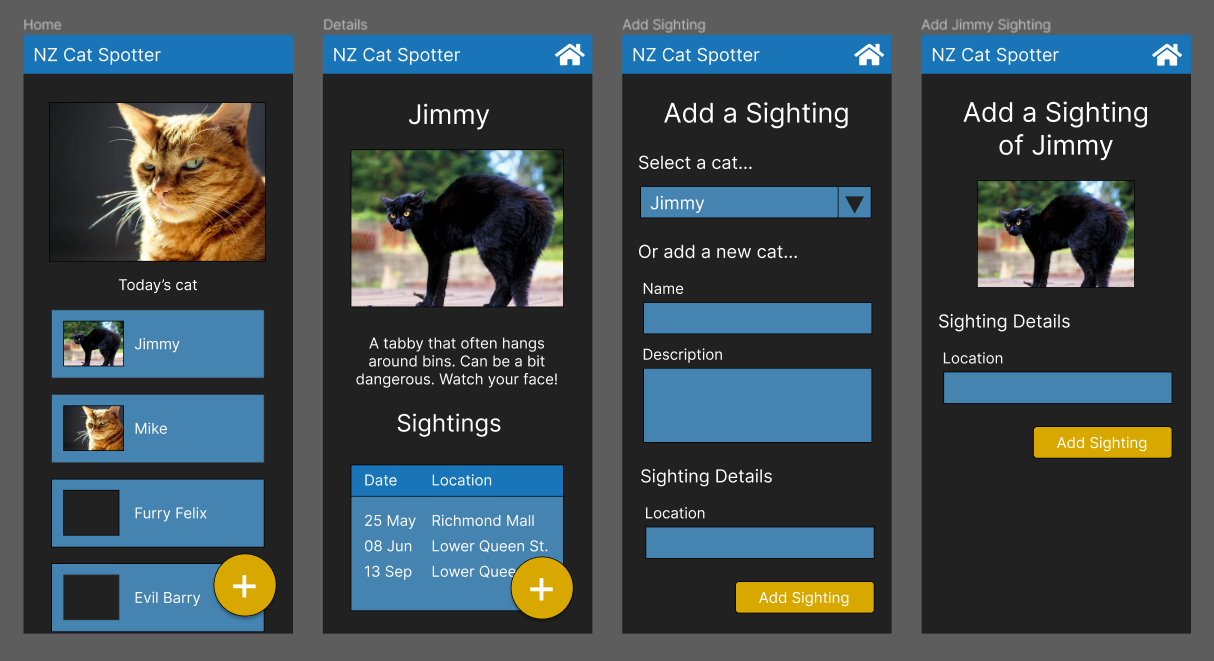 Home
NZ Cat Spotter
Today's cat
Jimmy
Mike
Furry Felix
Evil Barry
+
Details
NZ Cat Spotter
Jimmy
A tabby that often hangs
around bins. Can be a bit
dangerous. Watch your face!
Sightings
Date Location
25 May Richmond Mall
08 Jun Lower Queen St.
13 Sep Lower Quee
+
Add Sighting
NZ Cat Spotter
Add a Sighting
Select a cat...
Jimmy
Or add a new cat...
Name
Description
Sighting Details
Location
Add Sighting
Add Jimmy Sighting
NZ Cat Spotter
Add a Sighting
of Jimmy
Sighting Details
Location
Add Sighting